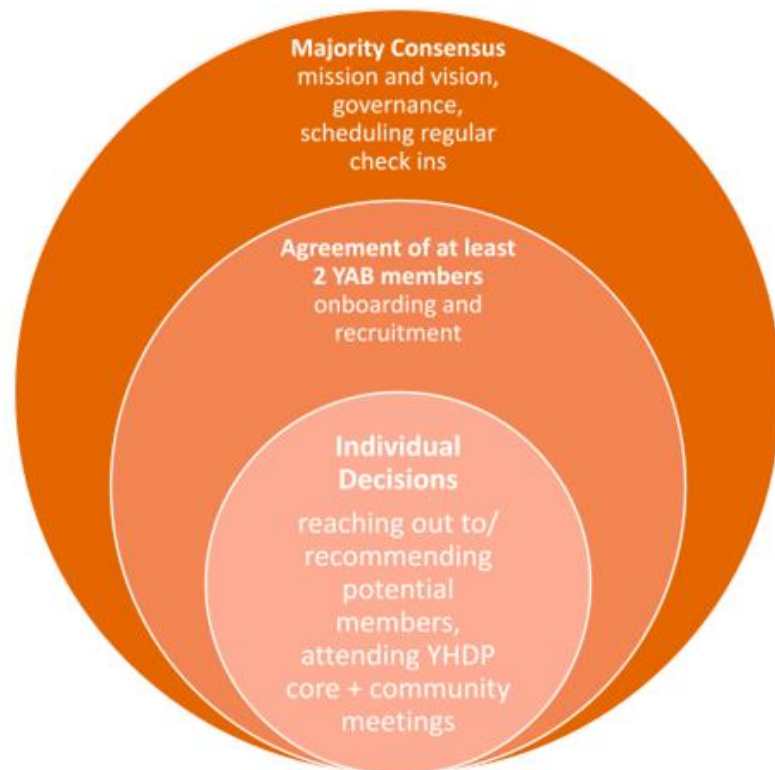 Majority Consensus
mission and vision,
governance,
scheduling regular
check ins
Agreement of at least
2 YAB members
onboarding and
recruitment
Individual
Decisions
reaching out to/
recommending
potential
members,
attending YHDP
core + community
meetings